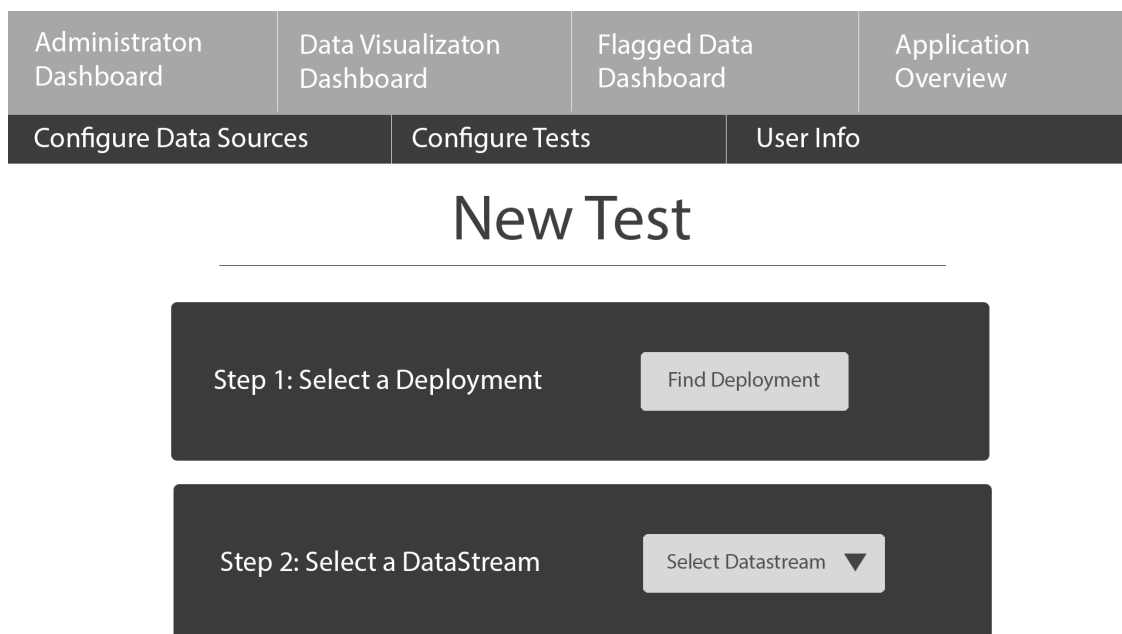 Administraton
Dashboard
Data Visualizaton
Dashboard
Flagged Data
Dashboard
Application
Overview
Configure Data Sources
Configure Tests
User Info
New Test
Step 1: Select a Deployment
Find Deployment
Step 2: Select a DataStream
Select Datastream